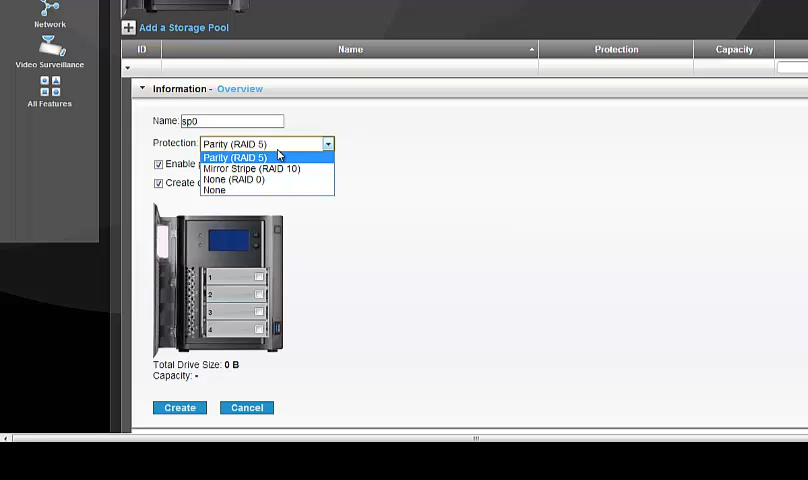 Network
Video Surveillance
All Features
Add a Storage Pool
ID Name Protection Capacity
Information - Overview
Name: sp0
Protection: Parity (RAID 5)
Parity (RAID 5)
Mirror Stripe (RAID 10)
None (RAID 0)
None
Enable
Create
1
2
3
4
Total Drive Size: 0 B
Capacity: -
Create Cancel